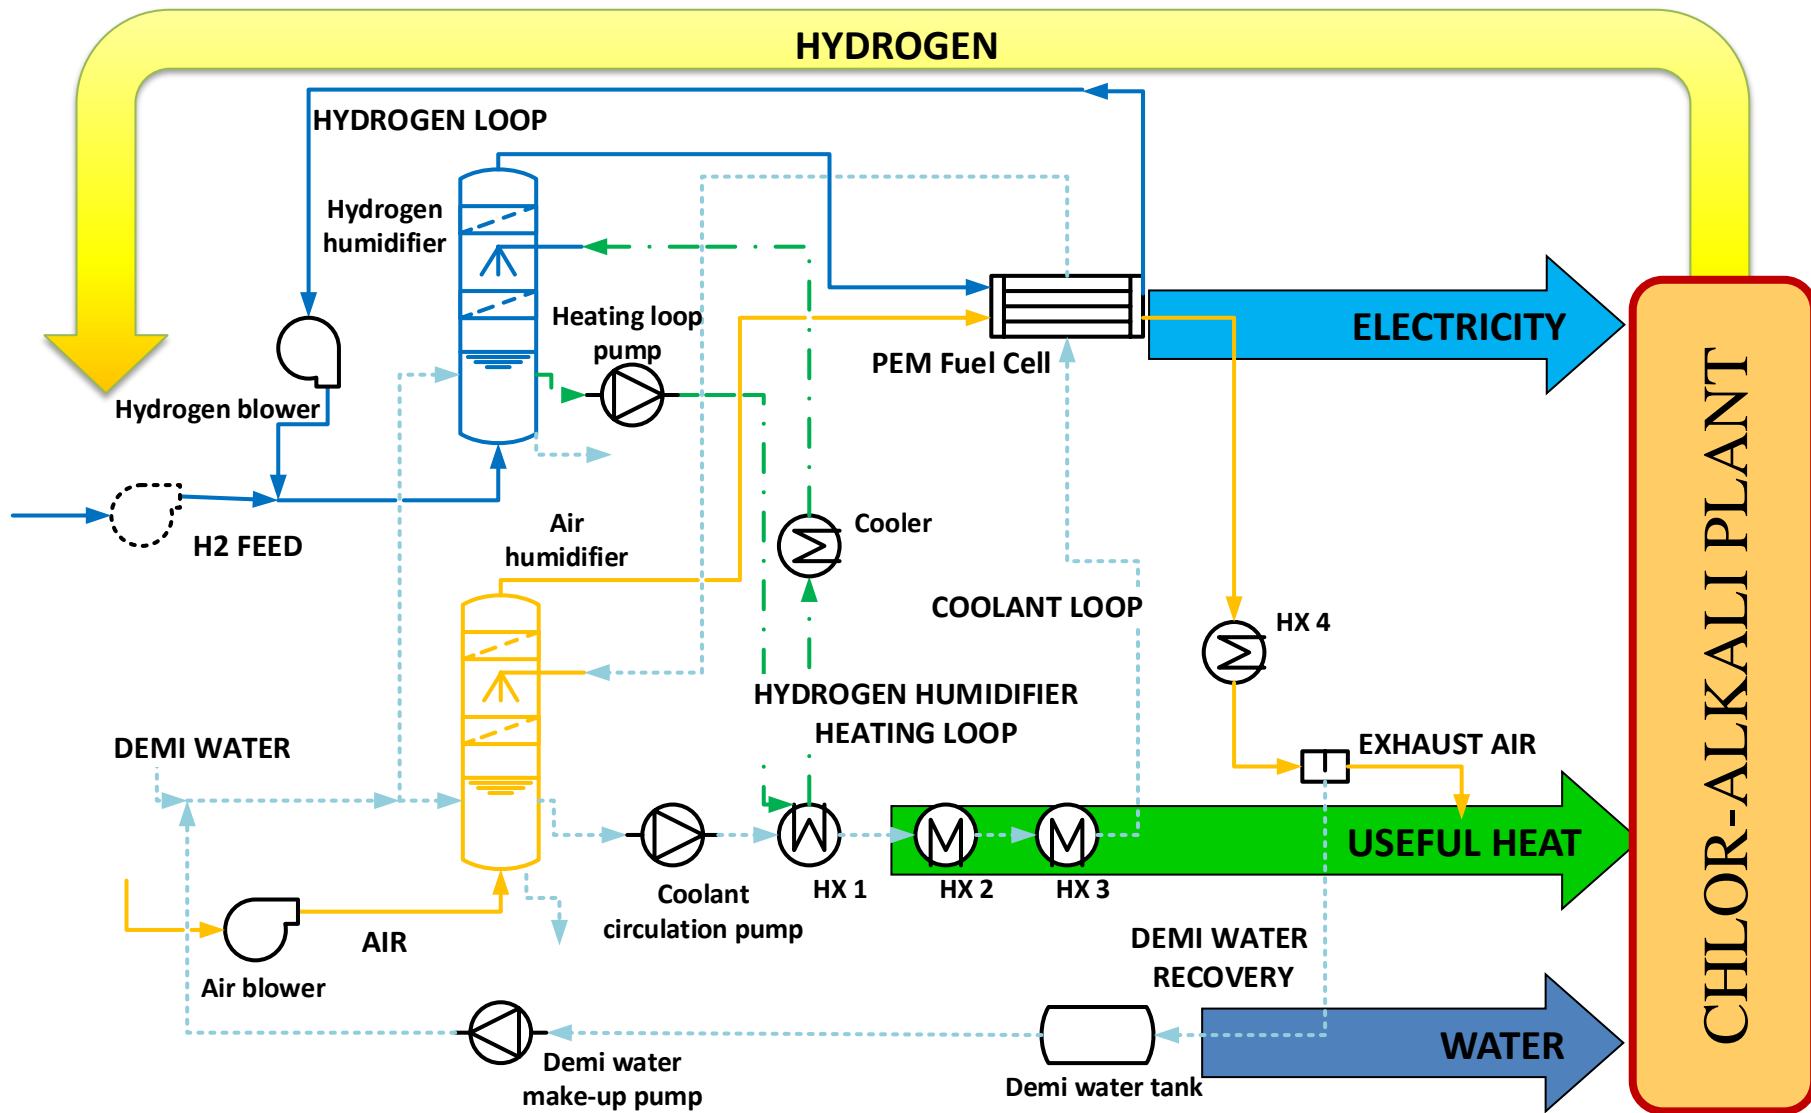 HYDROGEN
HYDROGEN LOOP
Hydrogen
humidifier
Heating loop
pump
PEM Fuel Cell
ELECTRICITY
Hydrogen blower
H2 FEED
Air
humidifier
Cooler
COOLANT LOOP
HX 4
HYDROGEN HUMIDIFIER
HEATING LOOP
DEMI WATER
EXHAUST AIR
USEFUL HEAT
HX 1
HX 2
HX 3
Coolant
circulation pump
AIR
Air blower
DEMI WATER
RECOVERY
WATER
Demi water
make-up pump
Demi water tank
CHLOR-ALKALI PLANT